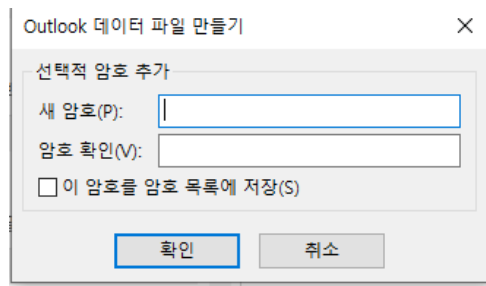 Outlook 데이터 파일 만들기
선택적 암호 추가
새 암호(P):
암호 확인(V):
이 암호를 암호 목록에 저장(S)
확인 취소